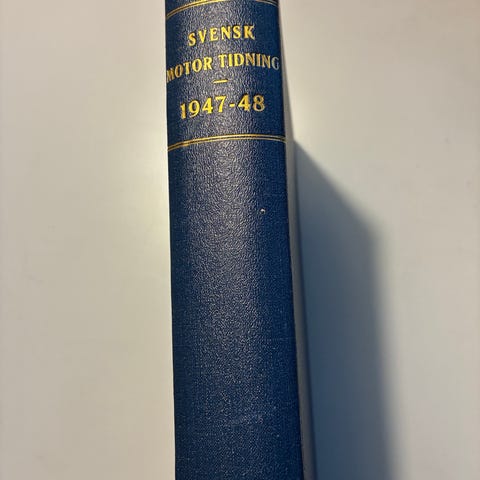 SVENSK
MOTOR TIDNING
1947-48